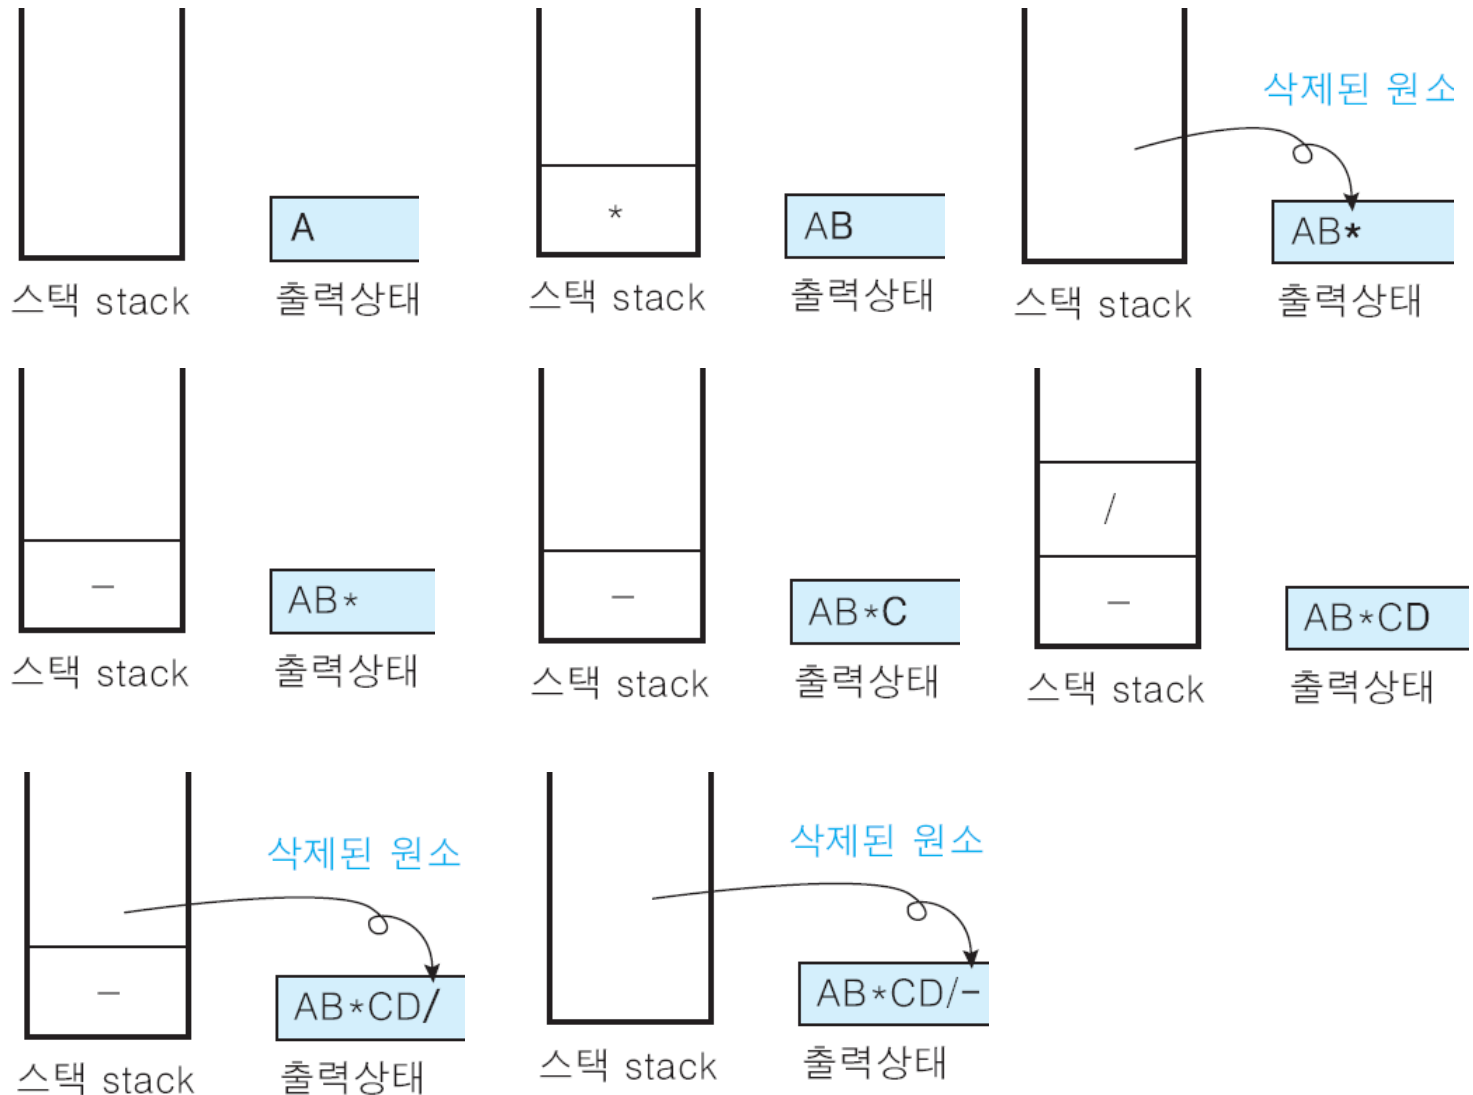 A
스택 stack
출력상태
*
AB
스택 stack
출력상태
삭제된 원소
AB*
스택 stack
출력상태
–
AB*
스택 stack
출력상태
–
AB*C
스택 stack
출력상태
/
–
AB*CD
스택 stack
출력상태
삭제된 원소
–
AB*CD/
스택 stack
출력상태
삭제된 원소
AB*CD/-
스택 stack
출력상태